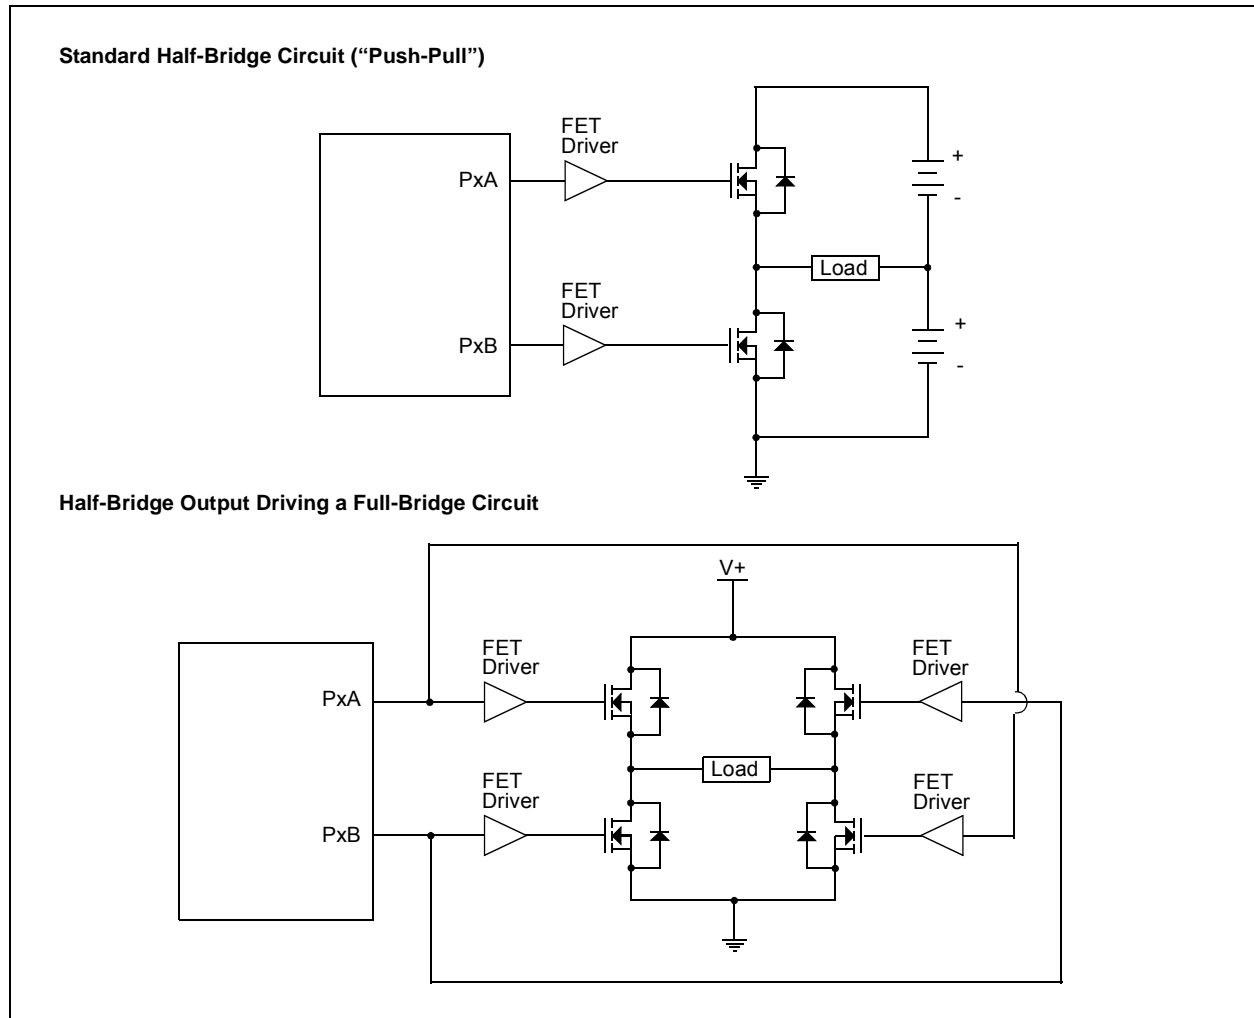 Standard Half-Bridge Circuit (“Push-Pull”)
FET
Driver
PxA
+
-
Load
FET
Driver
PxB
+
-
Half-Bridge Output Driving a Full-Bridge Circuit
V+
FET
Driver
FET
Driver
PxA
Load
FET
Driver
FET
Driver
PxB